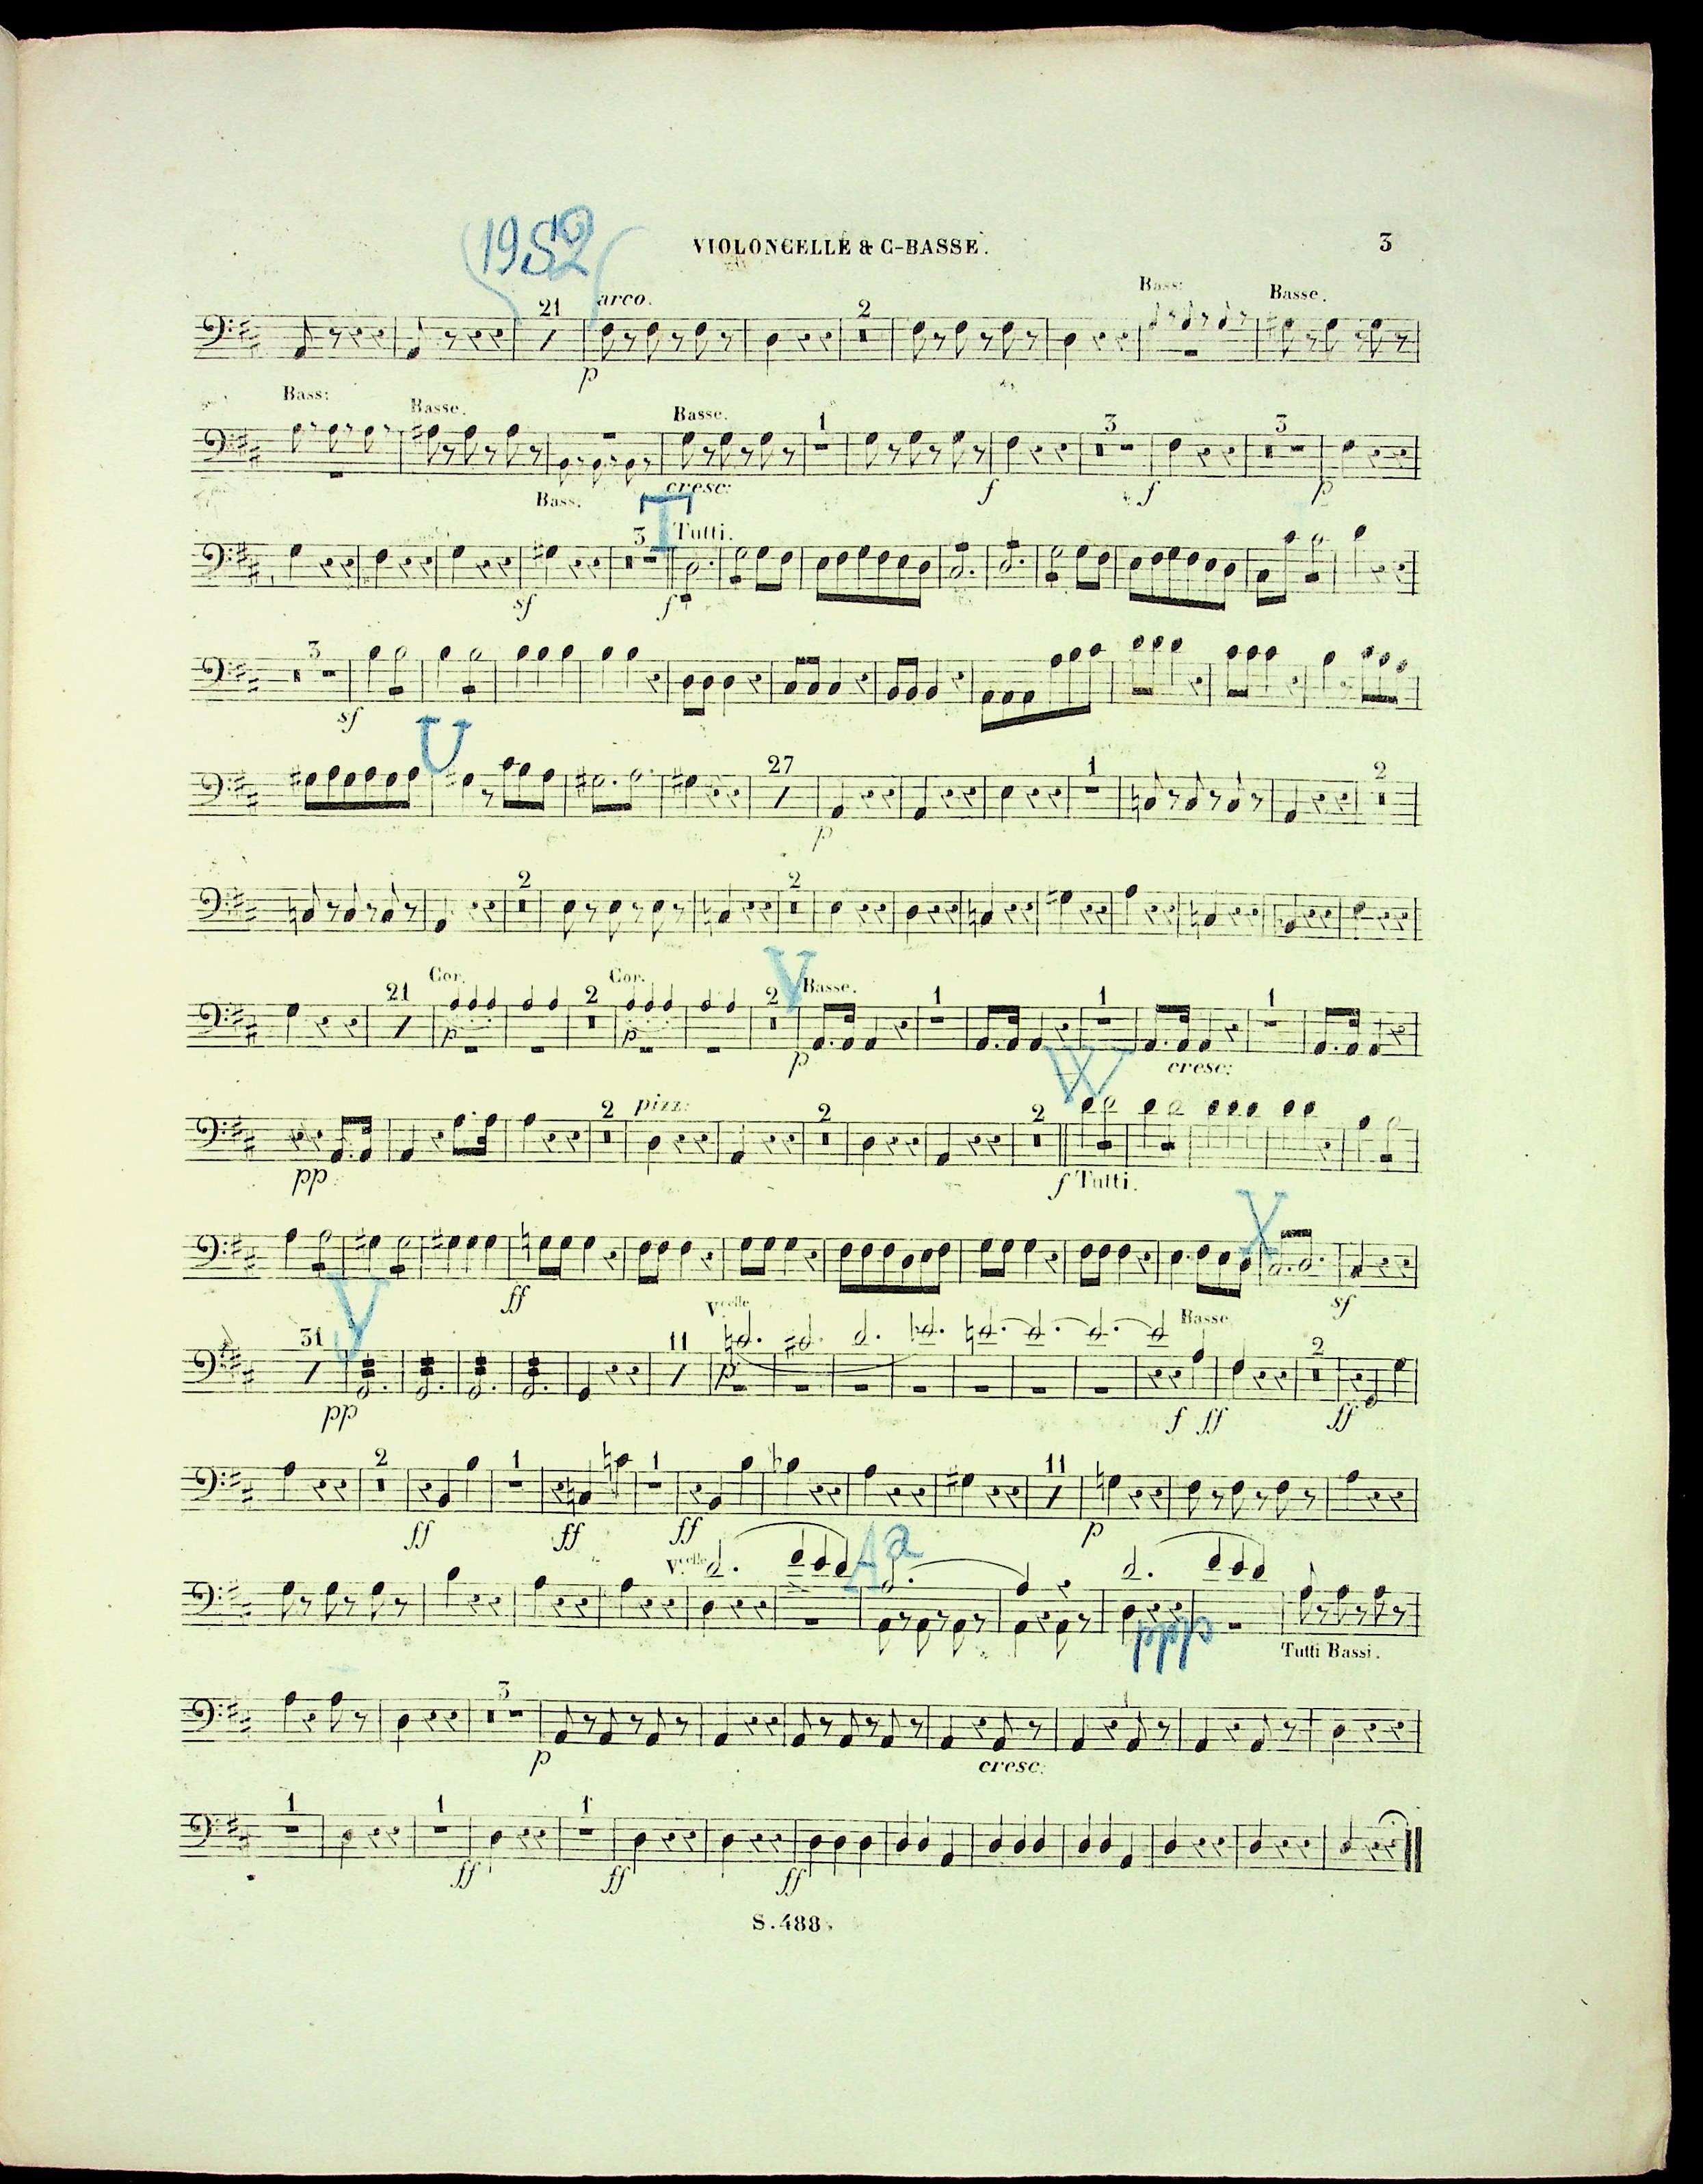 19 S 2
VIOLONCELLE & C-BASSE. 3
21 arco. 2 Bass: Basse.
p
Bass: Basse. Basse. 1 3 3
Bass. cresc: f f p
T
3 Tutti.
sf f
3
sf
U
27 1 2
p
2 2
V
21 Cor. 2 Cor. 2 Basse. 1 1 1
p p p cresc:
W
2 pizz: 2 2
pp f Tutti.
X
ff sf
y
31 11 Vcelle Basse
pp p f ff 2 ff
2 1 1 11
ff ff ff p
Vcelle Aa
ppp Tutti Bassi.
3
p cresc:
1 1 1
ff ff ff
S.488.